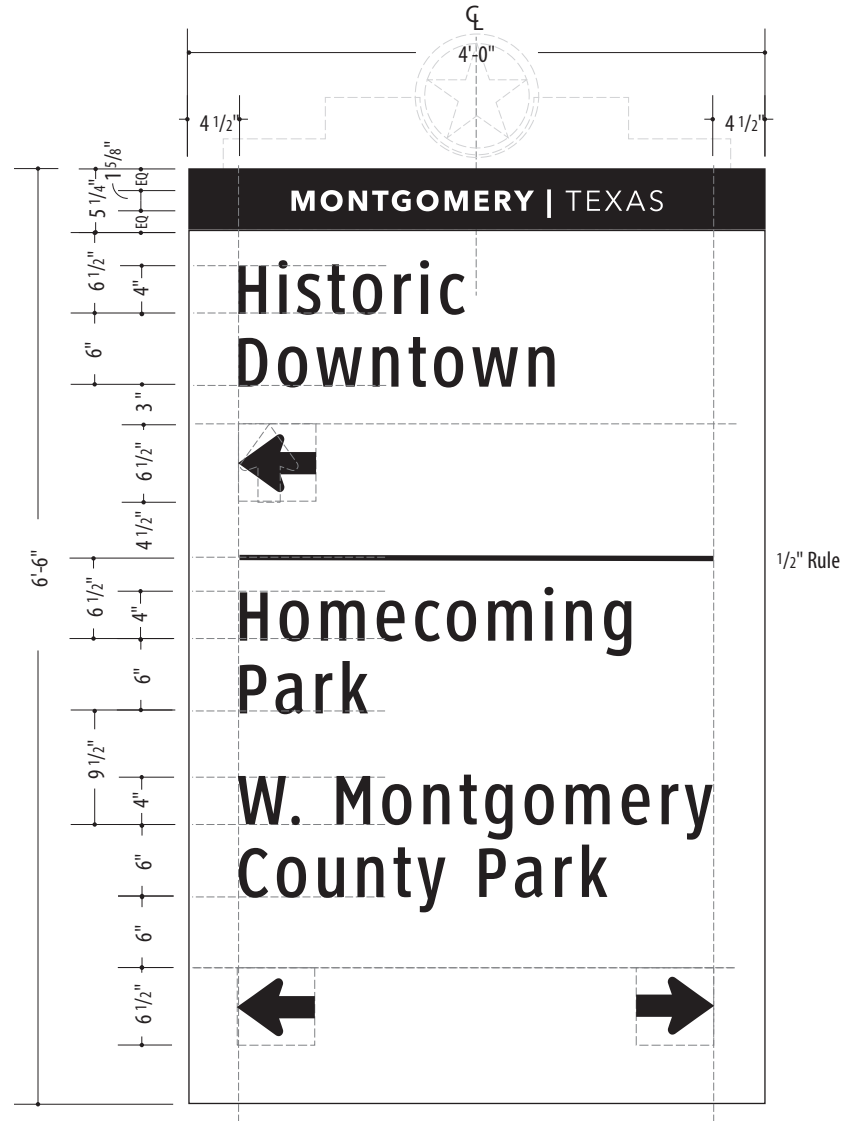 ℄
4'-0"
4 1/2"
4 1/2"
1 5/8"
EQ
5 1/4"
EQ
MONTGOMERY | TEXAS
6 1/2"
4"
Historic
6"
Downtown
3 "
6 1/2"
4 1/2"
6'-6"
1/2" Rule
6 1/2"
4"
Homecoming
6"
Park
9 1/2"
4"
W. Montgomery
6"
County Park
6"
6 1/2"